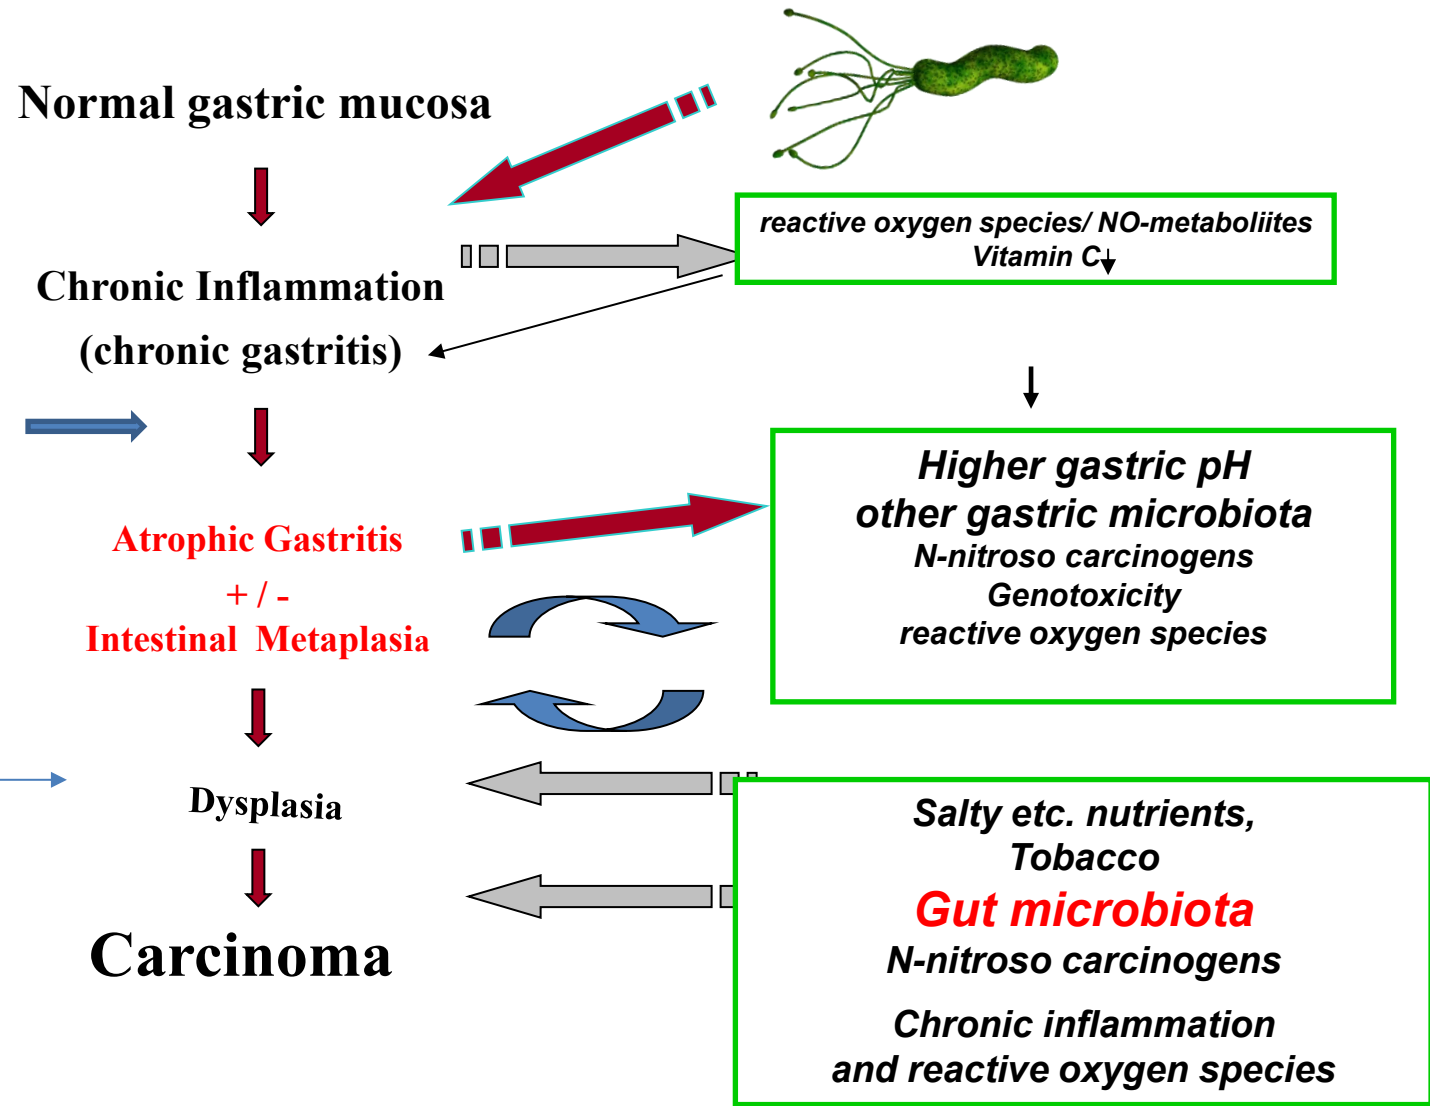 Normal gastric mucosa
reactive oxygen species/ NO-metaboliites
Vitamin C
Chronic Inflammation
(chronic gastritis)
Higher gastric pH
other gastric microbiota
N-nitroso carcinogens
Genotoxicity
reactive oxygen species
Atrophic Gastritis
+ / -
Intestinal Metaplasia
Dysplasia
Carcinoma
Salty etc. nutrients,
Tobacco
Gut microbiota
N-nitroso carcinogens
Chronic inflammation
and reactive oxygen species